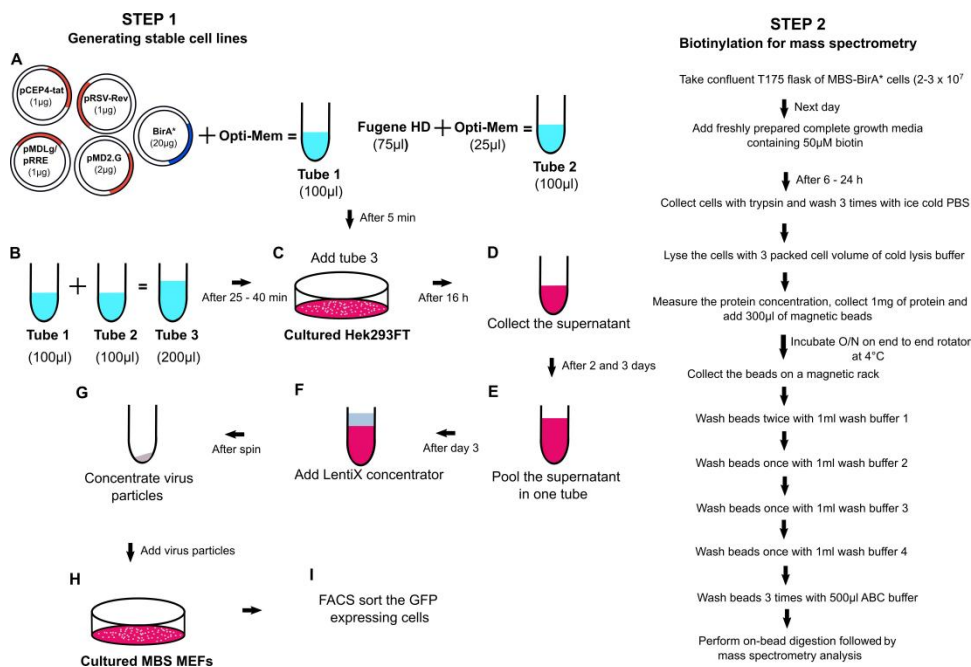 STEP 1
Generating stable cell lines
A
pCEP4-tat
(1µg)
pRSV-Rev
(1µg)
pMDLg/
pRRE
(1µg)
pMD2.G
(2µg)
BirA*
(20µg)
+ Opti-Mem =
Tube 1
(100µl)
Fugene HD + Opti-Mem =
(75µl)
(25µl)
Tube 2
(100µl)
After 5 min
B
+
=
Tube 1
(100µl)
Tube 2
(100µl)
Tube 3
(200µl)
After 25 - 40 min
C
Add tube 3
Cultured Hek293FT
After 16 h
D
Collect the supernatant
After 2 and 3 days
E
Pool the supernatant
in one tube
After day 3
F
Add LentiX concentrator
After spin
G
Concentrate virus
particles
Add virus particles
H
Cultured MBS MEFs
I
FACS sort the GFP
expressing cells
STEP 2
Biotinylation for mass spectrometry
Take confluent T175 flask of MBS-BirA* cells (2-3 x 10⁷
Next day
Add freshly prepared complete growth media
containing 50µM biotin
After 6 - 24 h
Collect cells with trypsin and wash 3 times with ice cold PBS
Lyse the cells with 3 packed cell volume of cold lysis buffer
Measure the protein concentration, collect 1mg of protein and
add 300µl of magnetic beads
Incubate O/N on end to end rotator
at 4°C
Collect the beads on a magnetic rack
Wash beads twice with 1ml wash buffer 1
Wash beads once with 1ml wash buffer 2
Wash beads once with 1ml wash buffer 3
Wash beads once with 1ml wash buffer 4
Wash beads 3 times with 500µl ABC buffer
Perform on-bead digestion followed by
mass spectrometry analysis